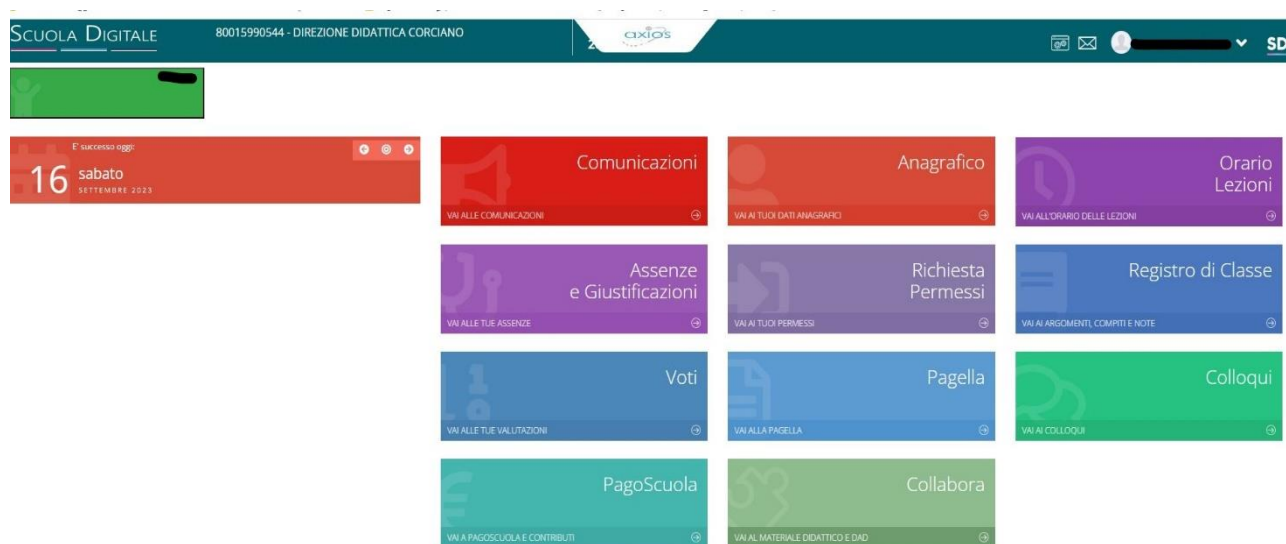 SCUOLA DIGITALE
80015990544 - DIREZIONE DIDATTICA CORCIANO
axios
SD
E' successo oggi:
16
sabato
SETTEMBRE 2023
Comunicazioni
VAI ALLE COMUNICAZIONI
Anagrafico
VAI AI TUOI DATI ANAGRAFICI
Orario
Lezioni
VAI ALL'ORARIO DELLE LEZIONI
Assenze
e Giustificazioni
VAI ALLE TUE ASSENZE
Richiesta
Permessi
VAI AI TUOI PERMESSI
Registro di Classe
VAI AI ARGOMENTI, COMPITI E NOTE
Voti
VAI ALLE TUE VALUTAZIONI
Pagella
VAI ALLA PAGELLA
Colloqui
VAI AI COLLOQUI
PagoScuola
VAI A PAGOSCUOLA E CONTRIBUTI
Collabora
VAI AL MATERIALE DIDATTICO E DAD